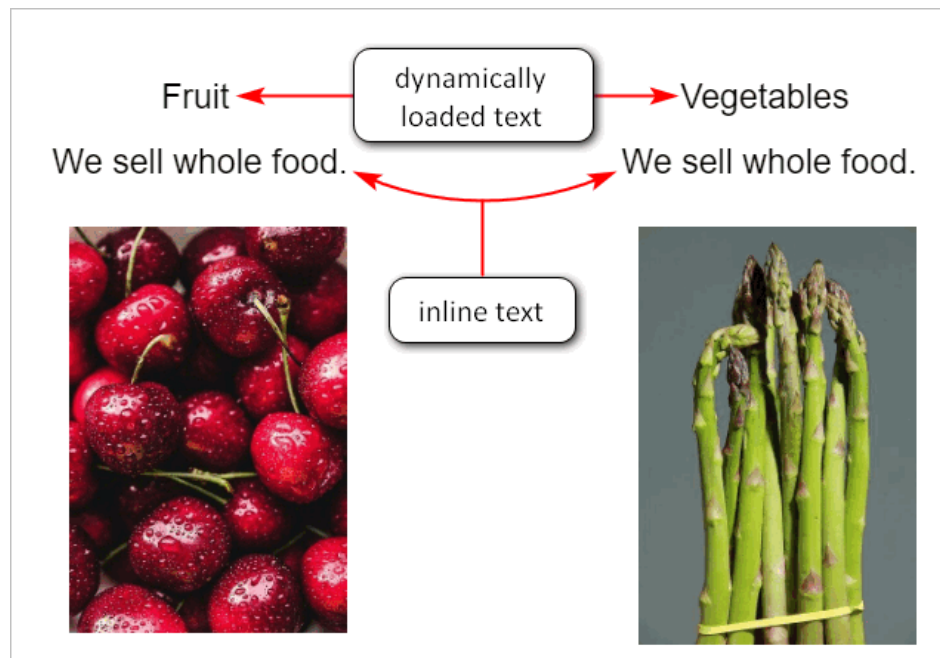 dynamically
loaded text
Fruit
Vegetables
We sell whole food.
We sell whole food.
inline text